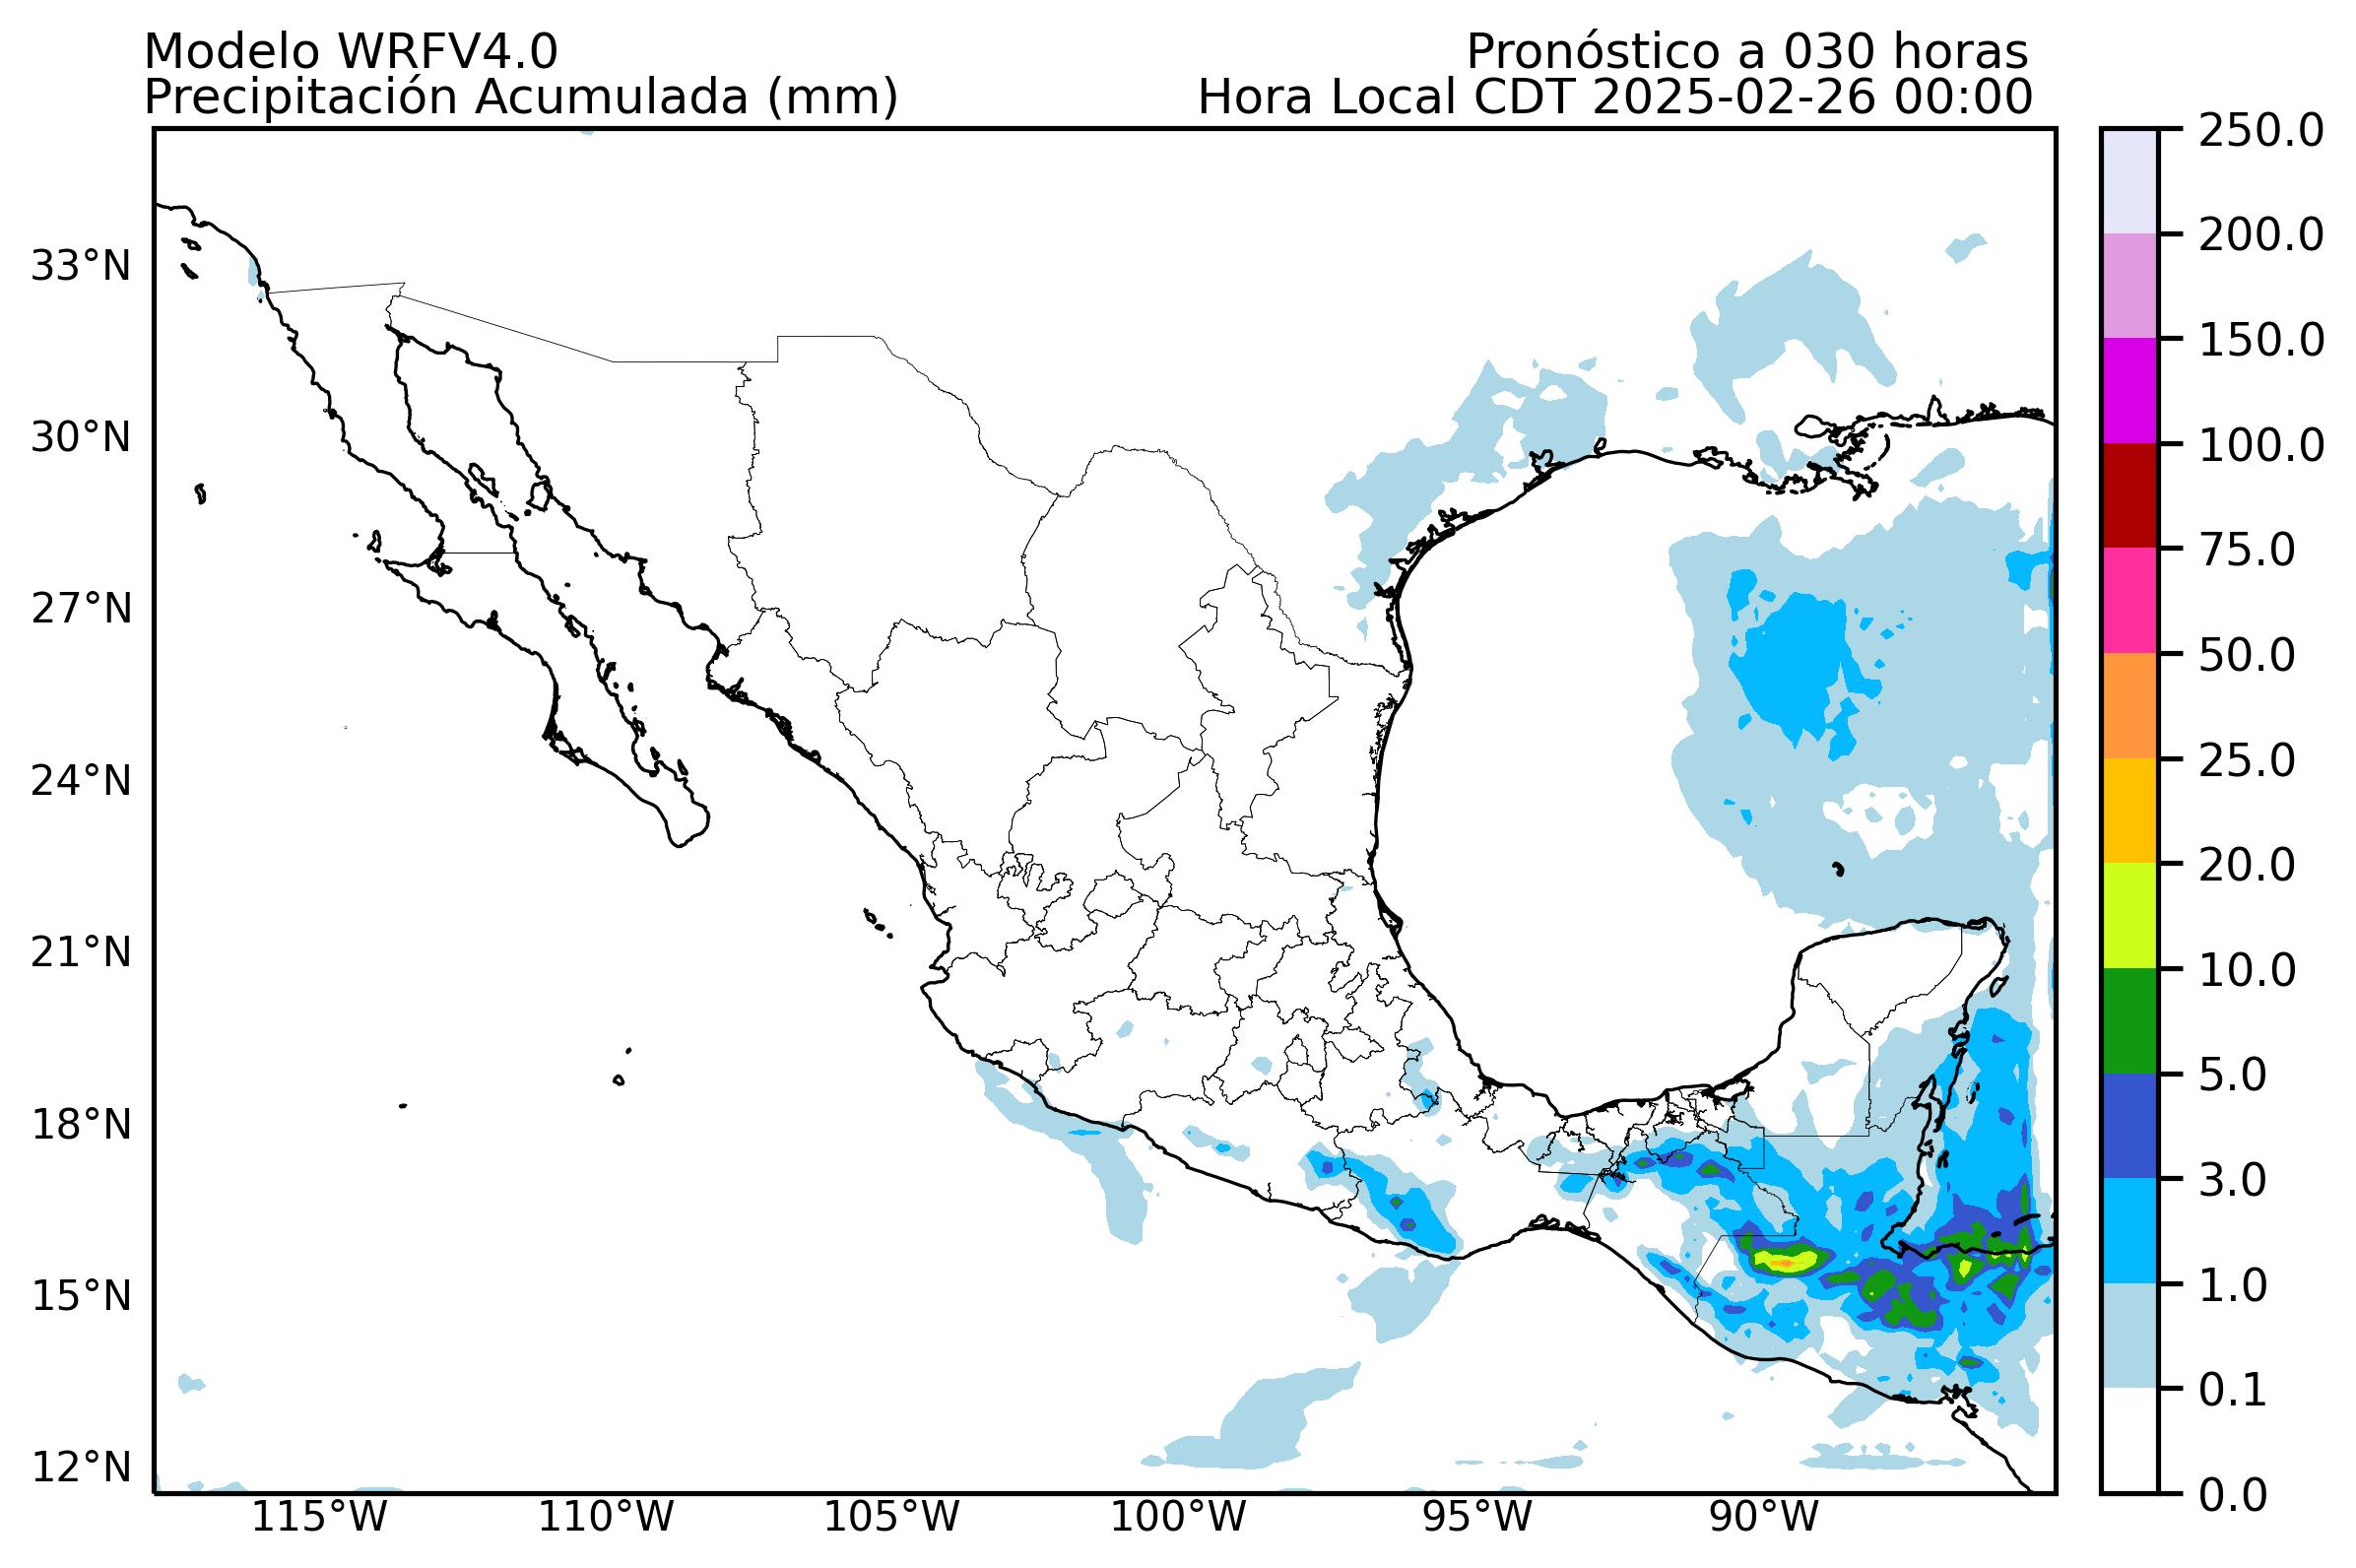 Modelo WRFV4.0
Pronóstico a 030 horas
Precipitación Acumulada (mm)
Hora Local CDT 2025-02-26 00:00
33°N
30°N
27°N
24°N
21°N
18°N
15°N
12°N
115°W
110°W
105°W
100°W
95°W
90°W
250.0
200.0
150.0
100.0
75.0
50.0
25.0
20.0
10.0
5.0
3.0
1.0
0.1
0.0